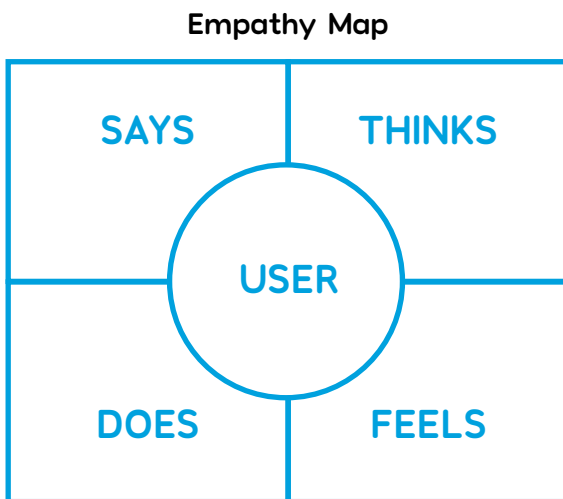 Empathy Map
SAYS
THINKS
USER
DOES
FEELS